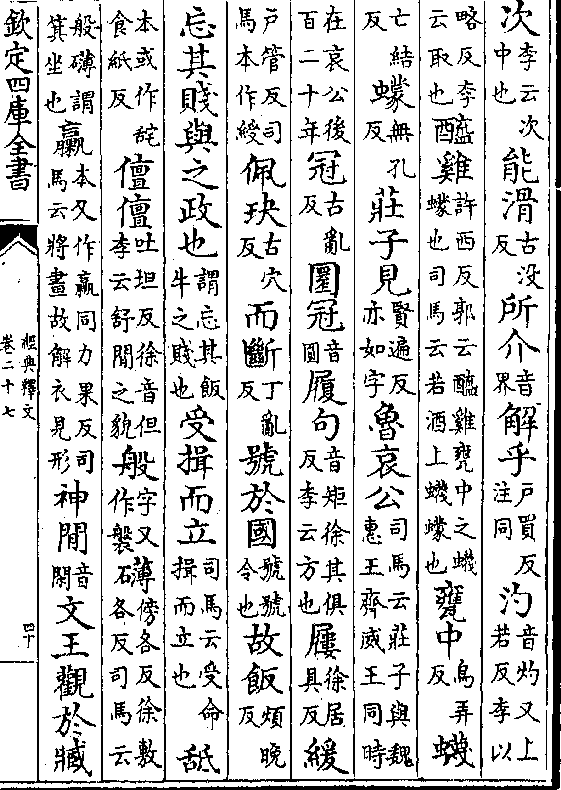 次李云次中也能滑古没反所介音界解乎户買反注同汋音灼又上若反李以
略反李云取也醯雞許西反郭云醯雞甕中之蠛蠓也司馬云若酒上蠛蠓也甕中烏弄反蠛
亡結反蠓無孔反莊子見賢遍反亦如字魯哀公司馬云莊子與魏惠王齊威王同時
在哀公後百二十年冠古亂反圜冠音圓履句音矩徐其俱反李云方也屨徐居具反緩
户管反司馬本作綬佩玦古穴反而斷丁亂反號於國號號令也故飯煩晚反
忘其賤與之政也謂忘其飯牛之賤也受揖而立司馬云受命揖而立也舐
本或作食紙反儃儃吐坦反徐音但李云舒閒之貌般字又作褩礴傍各反徐敷各反司馬云
般礴謂箕坐也臝本又作臝同力果反司馬云將畫故解衣見形神閒音閑文王觀於臧
欽定四庫全書
經典釋文
卷二十七
四十